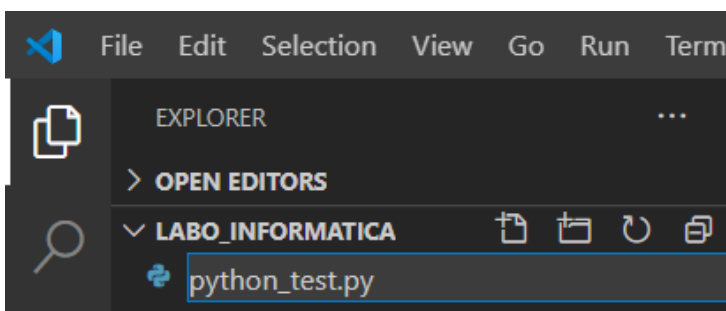 File Edit Selection View Go Run Term
EXPLORER
OPEN EDITORS
LABO_INFORMATICA
python_test.py